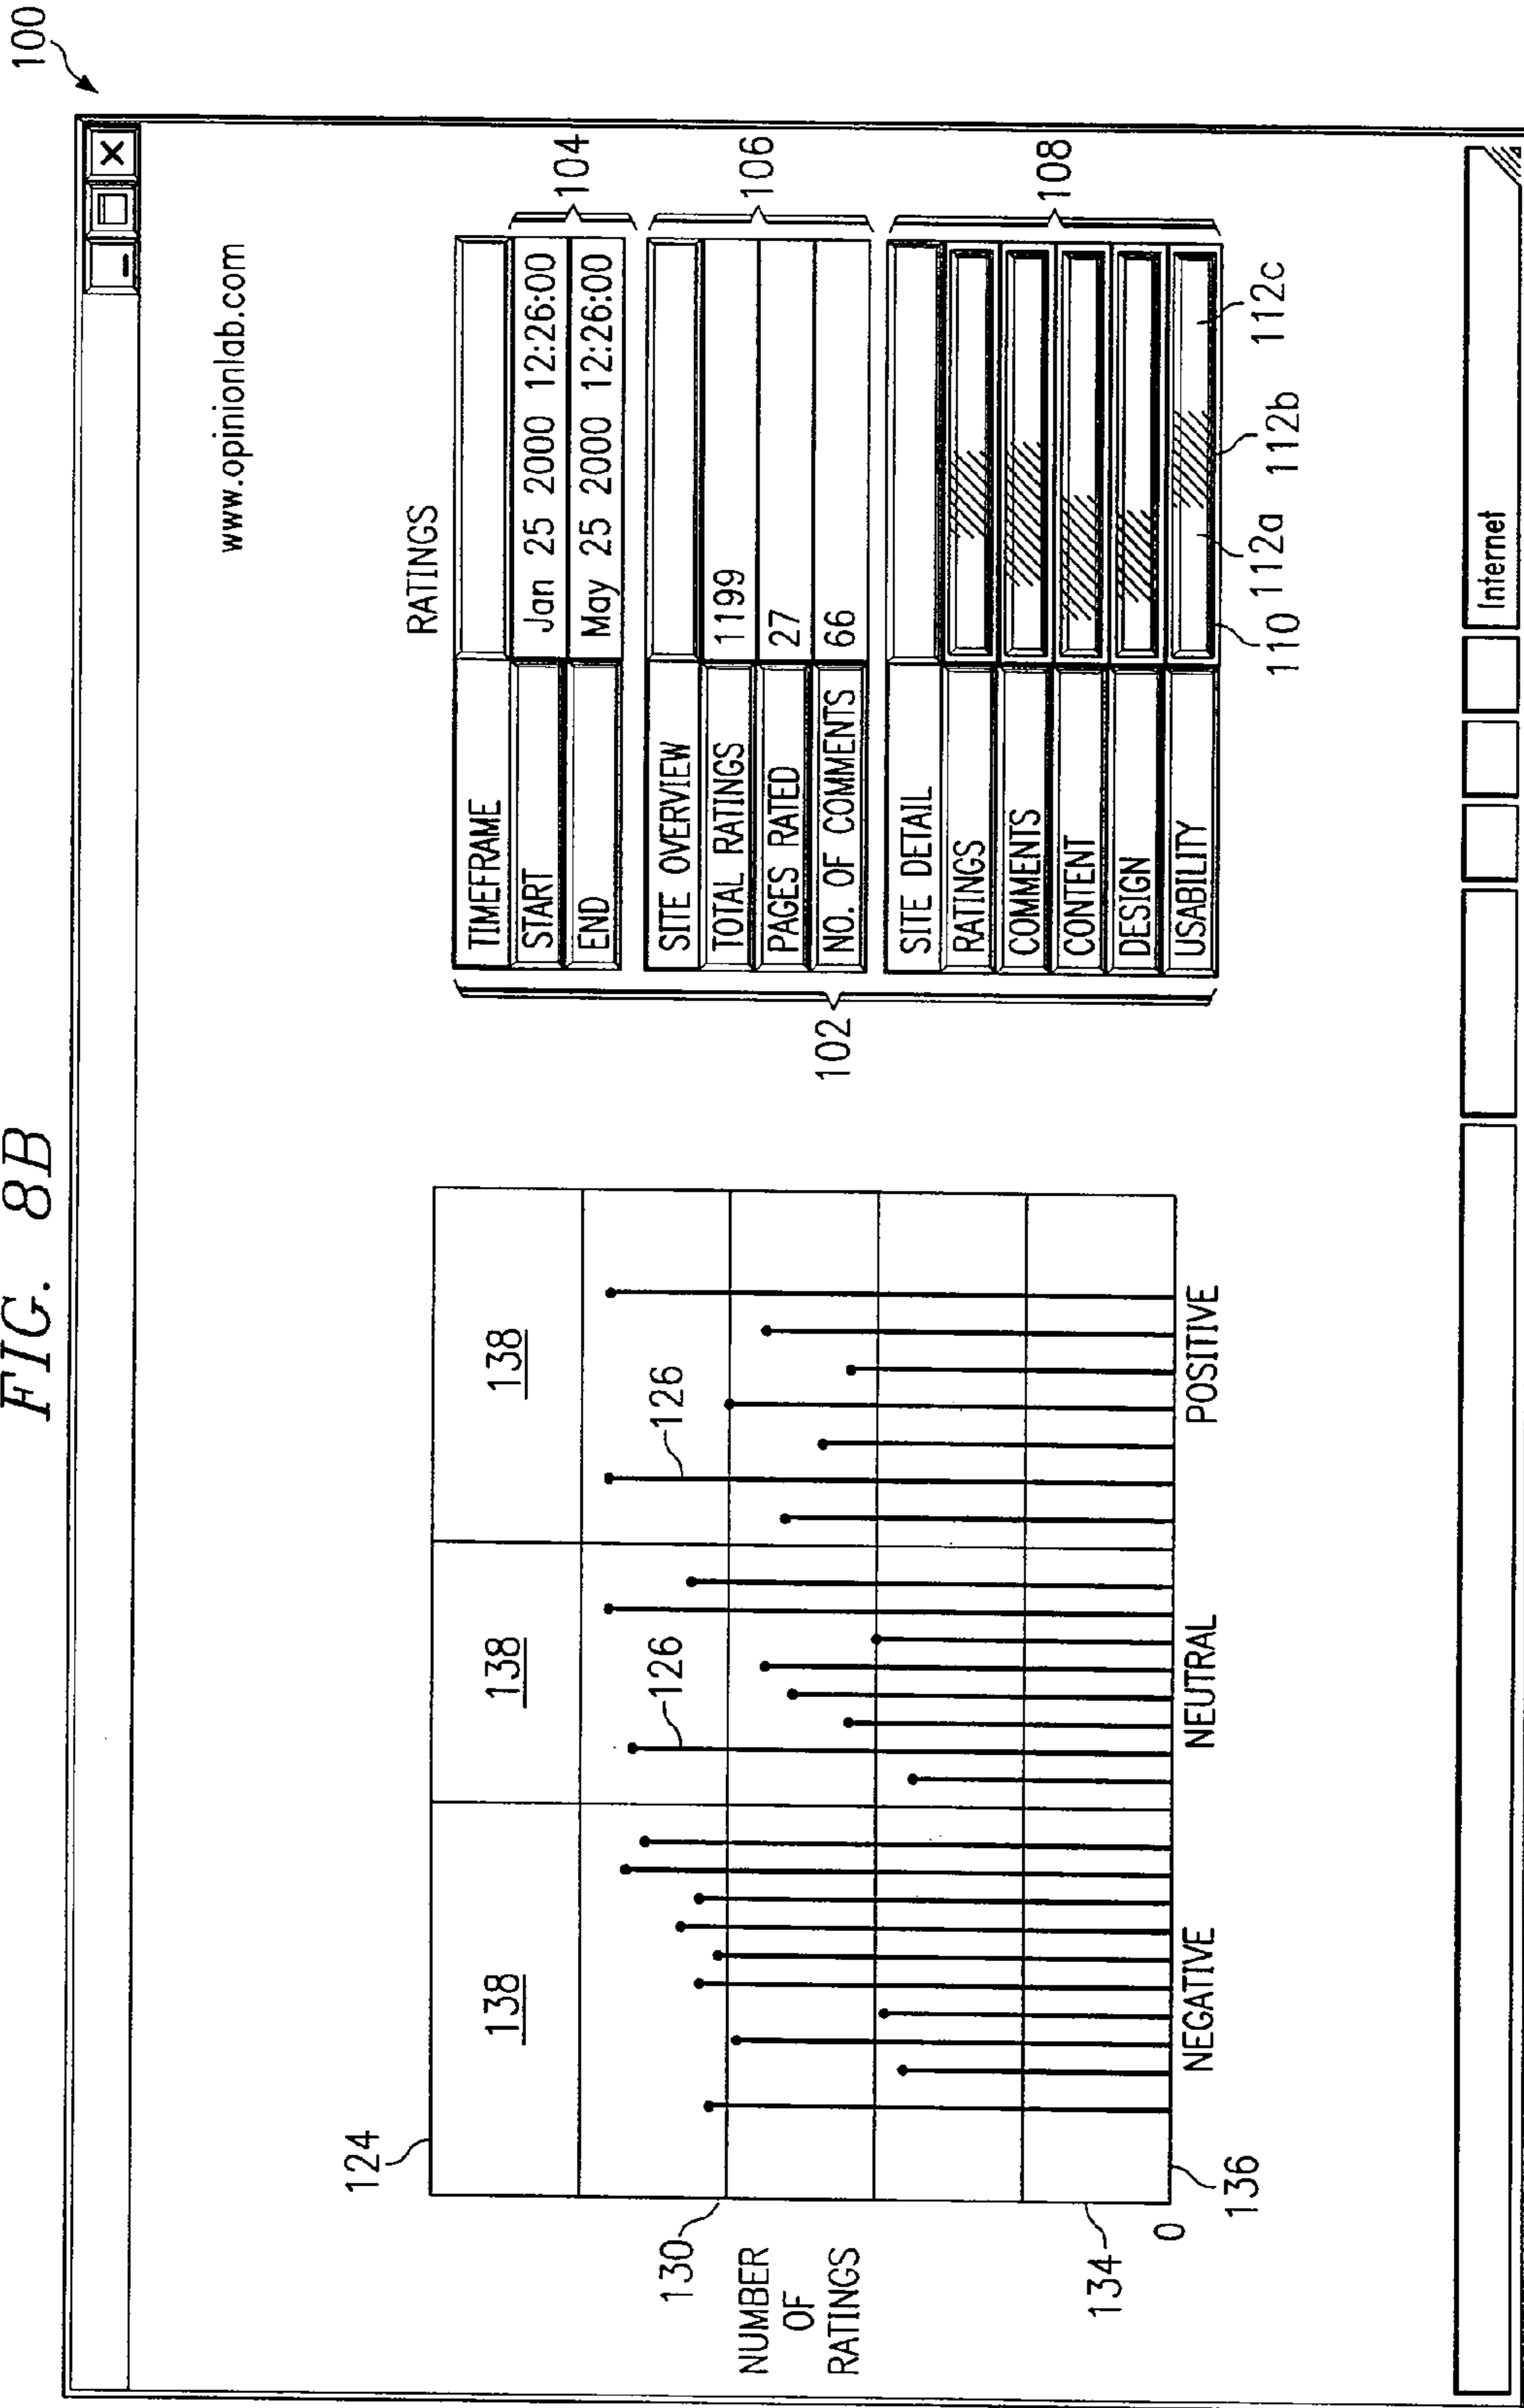 FIG. 8B
100
www.opinionlab.com
124
138
138
138
126
126
130
NUMBER
OF
RATINGS
134
0
136
NEGATIVE
NEUTRAL
POSITIVE
RATINGS
TIMEFRAME
START Jan 25 2000 12:26:00
END May 25 2000 12:26:00
104
SITE OVERVIEW
TOTAL RATINGS 1199
PAGES RATED 27
NO. OF COMMENTS 66
106
102
SITE DETAIL
RATINGS
COMMENTS
CONTENT
DESIGN
USABILITY
108
110 112a 112b 112c
Internet